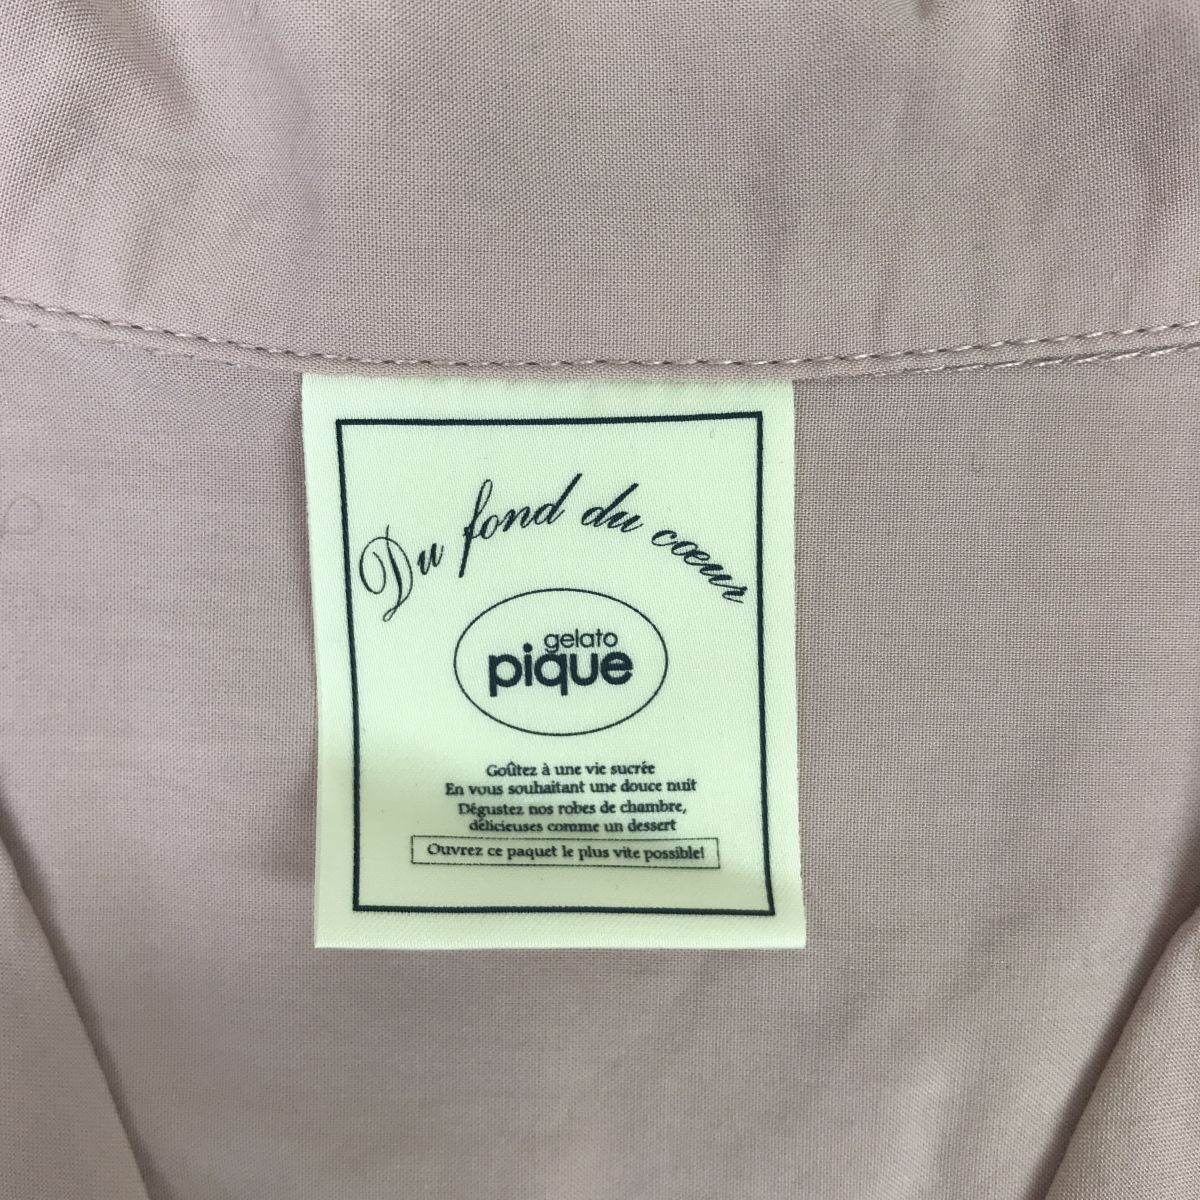 Du fond du cœur
gelato
pique
Goûtez à une vie sucrée
En vous souhaitant une douce nuit
Dégustez nos robes de chambre,
délicieuses comme un dessert
Ouvrez ce paquet le plus vite possible!